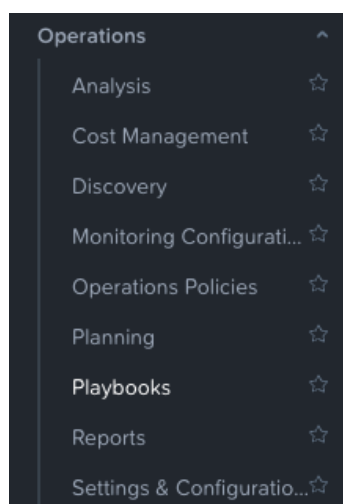 Operations
Analysis
Cost Management
Discovery
Monitoring Configurati...
Operations Policies
Planning
Playbooks
Reports
Settings & Configuratio...